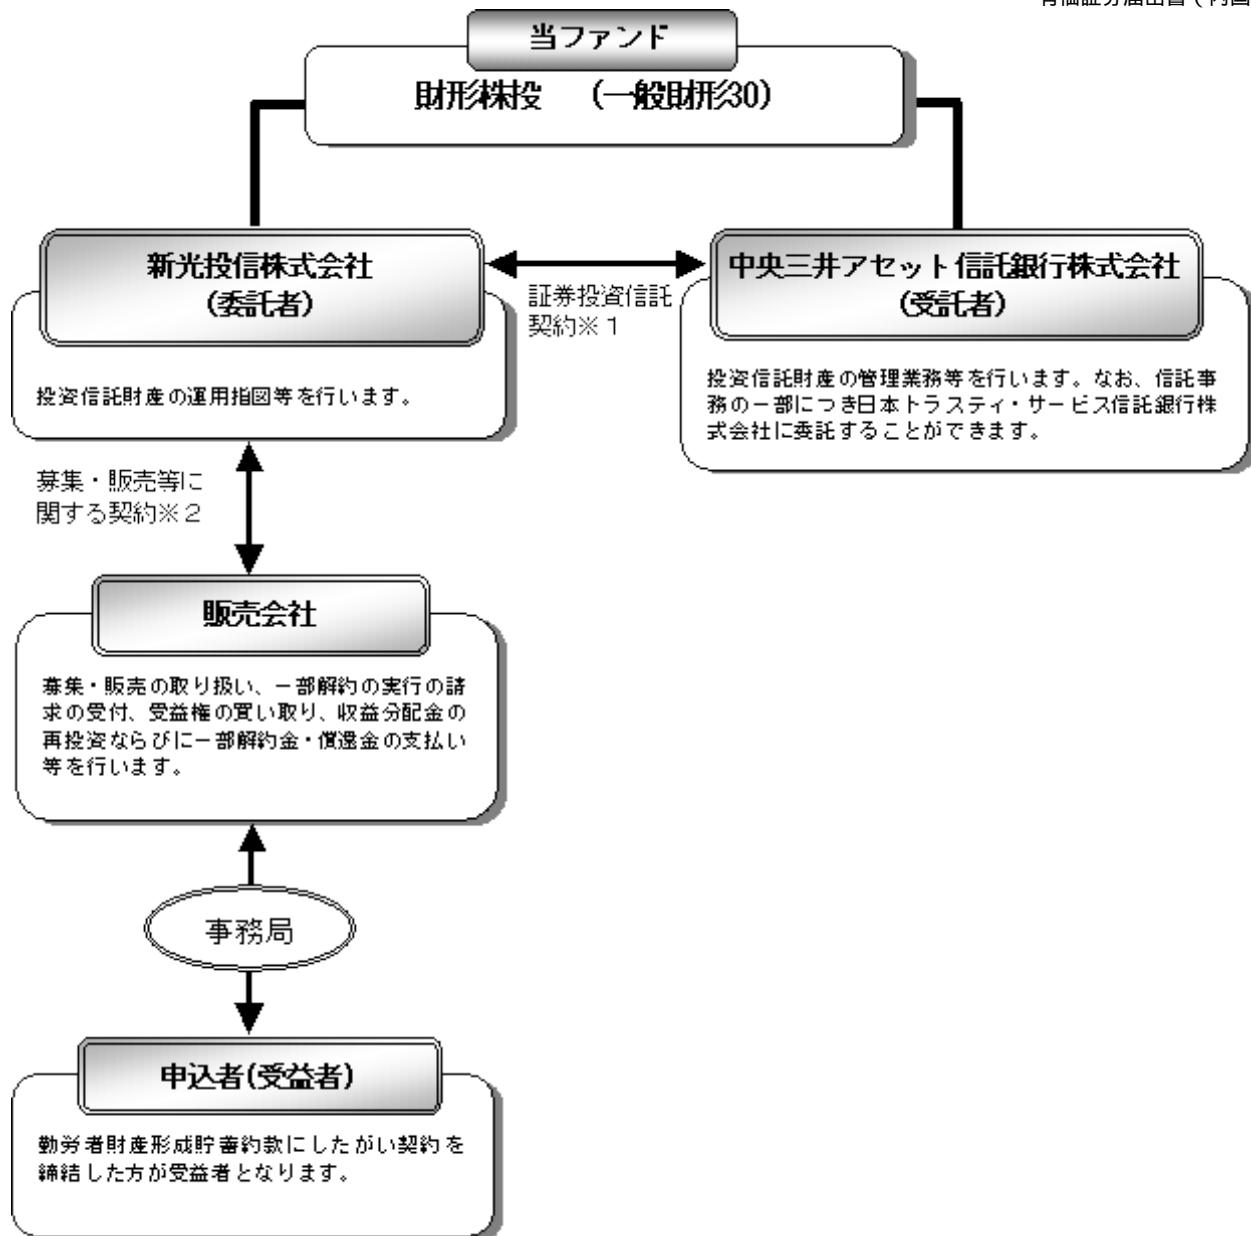 当ファンド
財形株投 (一般財形30)
新光投信株式会社
(委託者)
投資信託財産の運用指図等を行います。
証券投資信託
契約※1
中央三井アセット信託銀行株式会社
(受託者)
投資信託財産の管理業務等を行います。なお、信託事
務の一部につき日本トラスティ・サービス信託銀行株
式会社に委託することができます。
募集・販売等に
関する契約※2
販売会社
募集・販売の取り扱い、一部解約の実行の請
求の受付、受益権の買い取り、収益分配金の
再投資ならびに一部解約金・償還金の支払い
等を行います。
事務局
申込者(受益者)
勤労者財産形成貯蓄約款にしたがい契約を
締結した方が受益者となります。